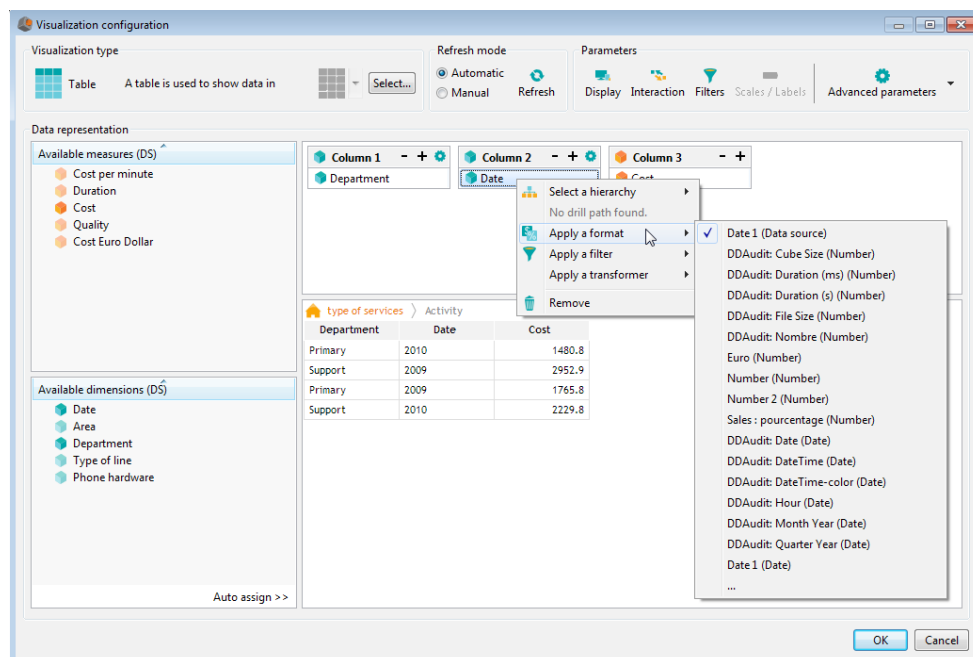 Visualization configuration
Visualization type
Refresh mode
Parameters
Table
A table is used to show data in
Select...
Automatic
Manual
Refresh
Display
Interaction
Filters
Scales / Labels
Advanced parameters
Data representation
Available measures (DS)
Cost per minute
Duration
Cost
Quality
Cost Euro Dollar
Available dimensions (DS)
Date
Area
Department
Type of line
Phone hardware
Auto assign >>
Column 1 - +
Department
Column 2 - +
Date
Column 3 - +
Cost
Select a hierarchy
No drill path found.
Apply a format
Apply a filter
Apply a transformer
Remove
Date 1 (Data source)
DDAudit: Cube Size (Number)
DDAudit: Duration (ms) (Number)
DDAudit: Duration (s) (Number)
DDAudit: File Size (Number)
DDAudit: Nombre (Number)
Euro (Number)
Number (Number)
Number 2 (Number)
Sales : pourcentage (Number)
DDAudit: Date (Date)
DDAudit: DateTime (Date)
DDAudit: DateTime-color (Date)
DDAudit: Hour (Date)
DDAudit: Month Year (Date)
DDAudit: Quarter Year (Date)
Date 1 (Date)
...
type of services
Activity
Department Date Cost
Primary 2010 1480.8
Support 2009 2952.9
Primary 2009 1765.8
Support 2010 2229.8
OK
Cancel